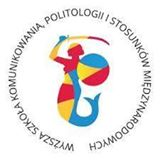 WYŻSZA SZKOŁA KOMUNIKOWANIA, POLITOLOGII I STOSUNKÓW MIĘDZYNARODOWYCH